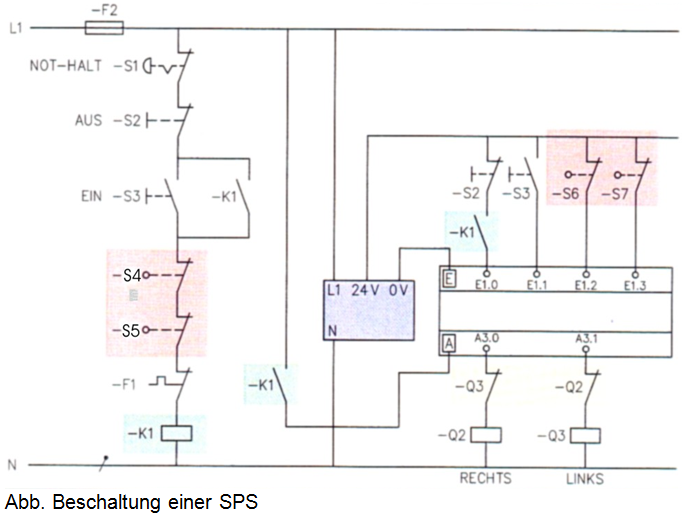 L1 -F2
NOT-HALT -S1
AUS -S2
EIN -S3 -K1
-S4
-S5
-F1
-K1
N
-K1
L1 24V 0V
N
-S2 -S3 -S6 -S7
-K1
E E1.0 E1.1 E1.2 E1.3
A A3.0 A3.1
-Q3 -Q2
-Q2 -Q3
RECHTS LINKS
Abb. Beschaltung einer SPS